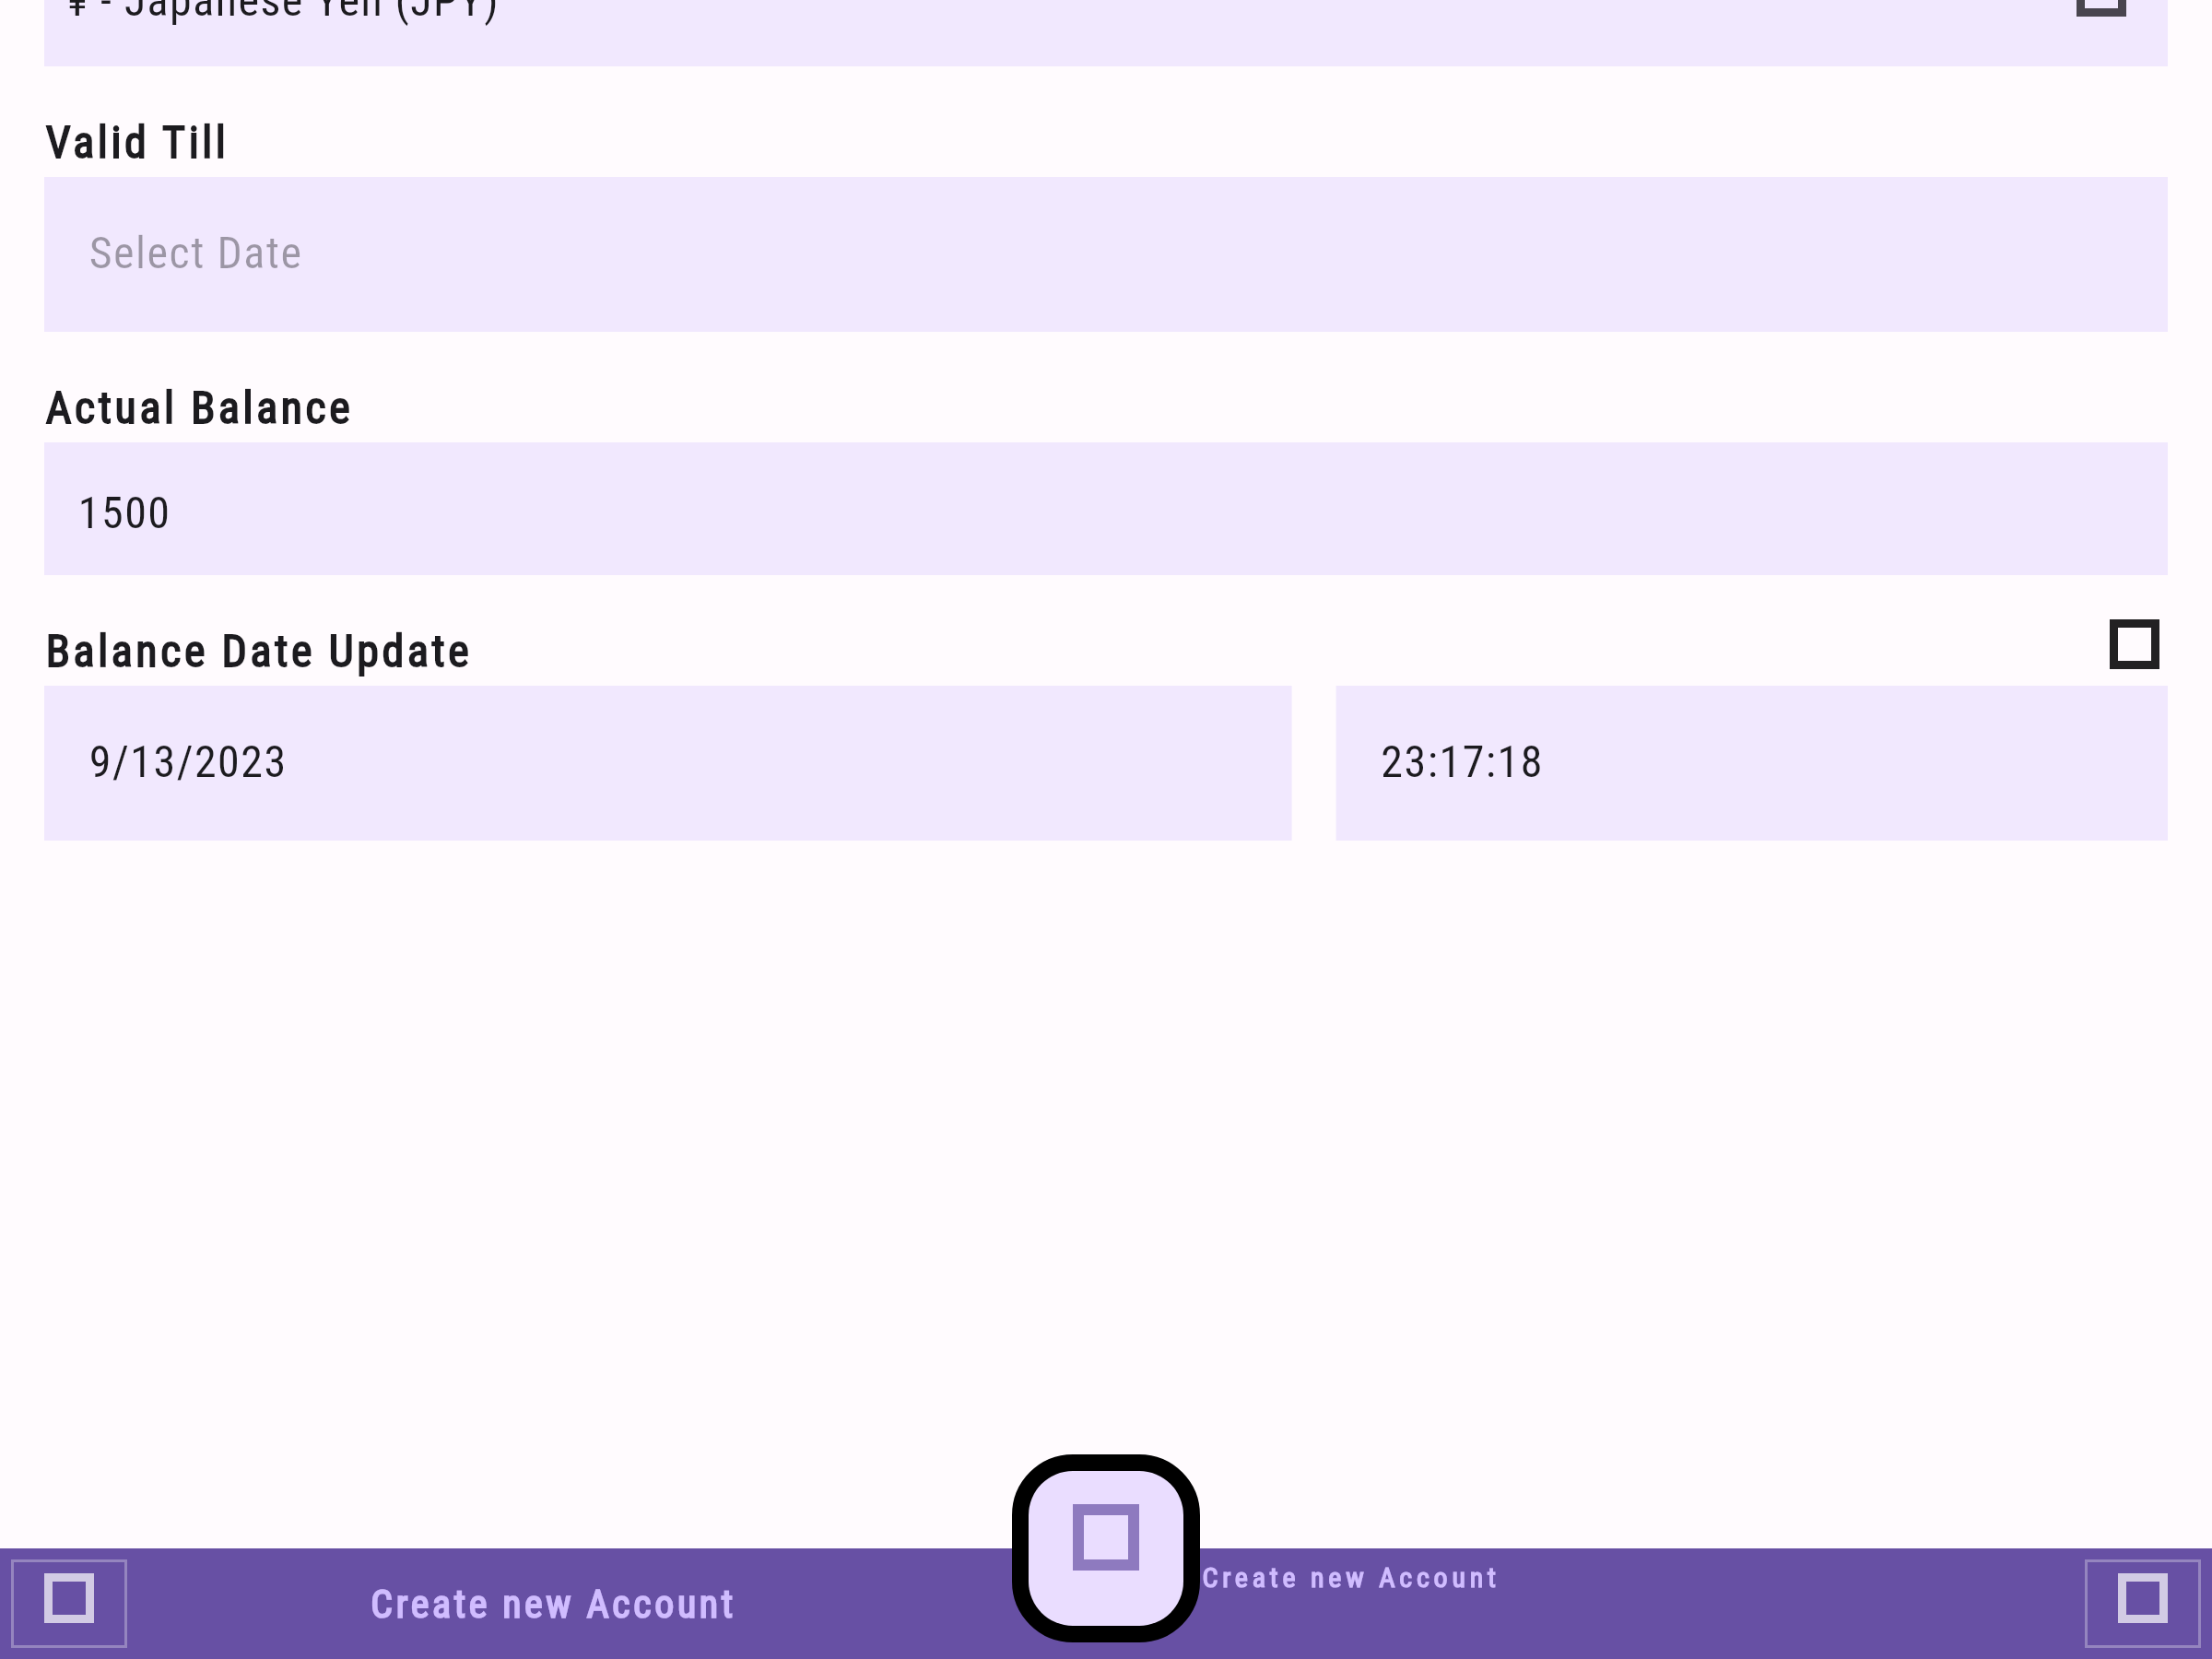 ¥ - Japanese Yen (JPY)
Valid Till
Select Date
Actual Balance
1500
Balance Date Update
9/13/2023
23:17:18
Create new Account
Create new Account